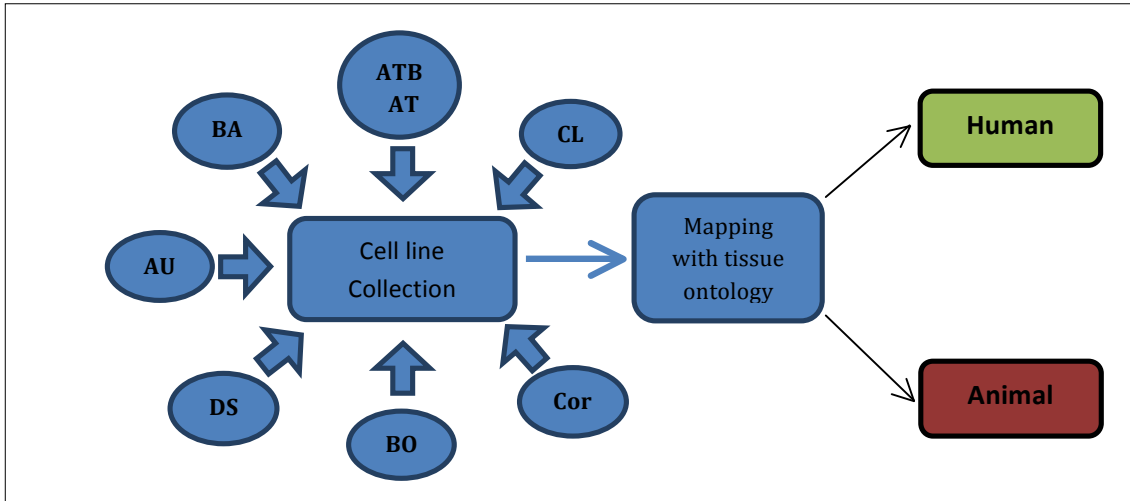 ATB
AT
BA
CL
Human
Cell line
Collection
Mapping
with tissue
ontology
AU
DS
BO
Cor
Animal